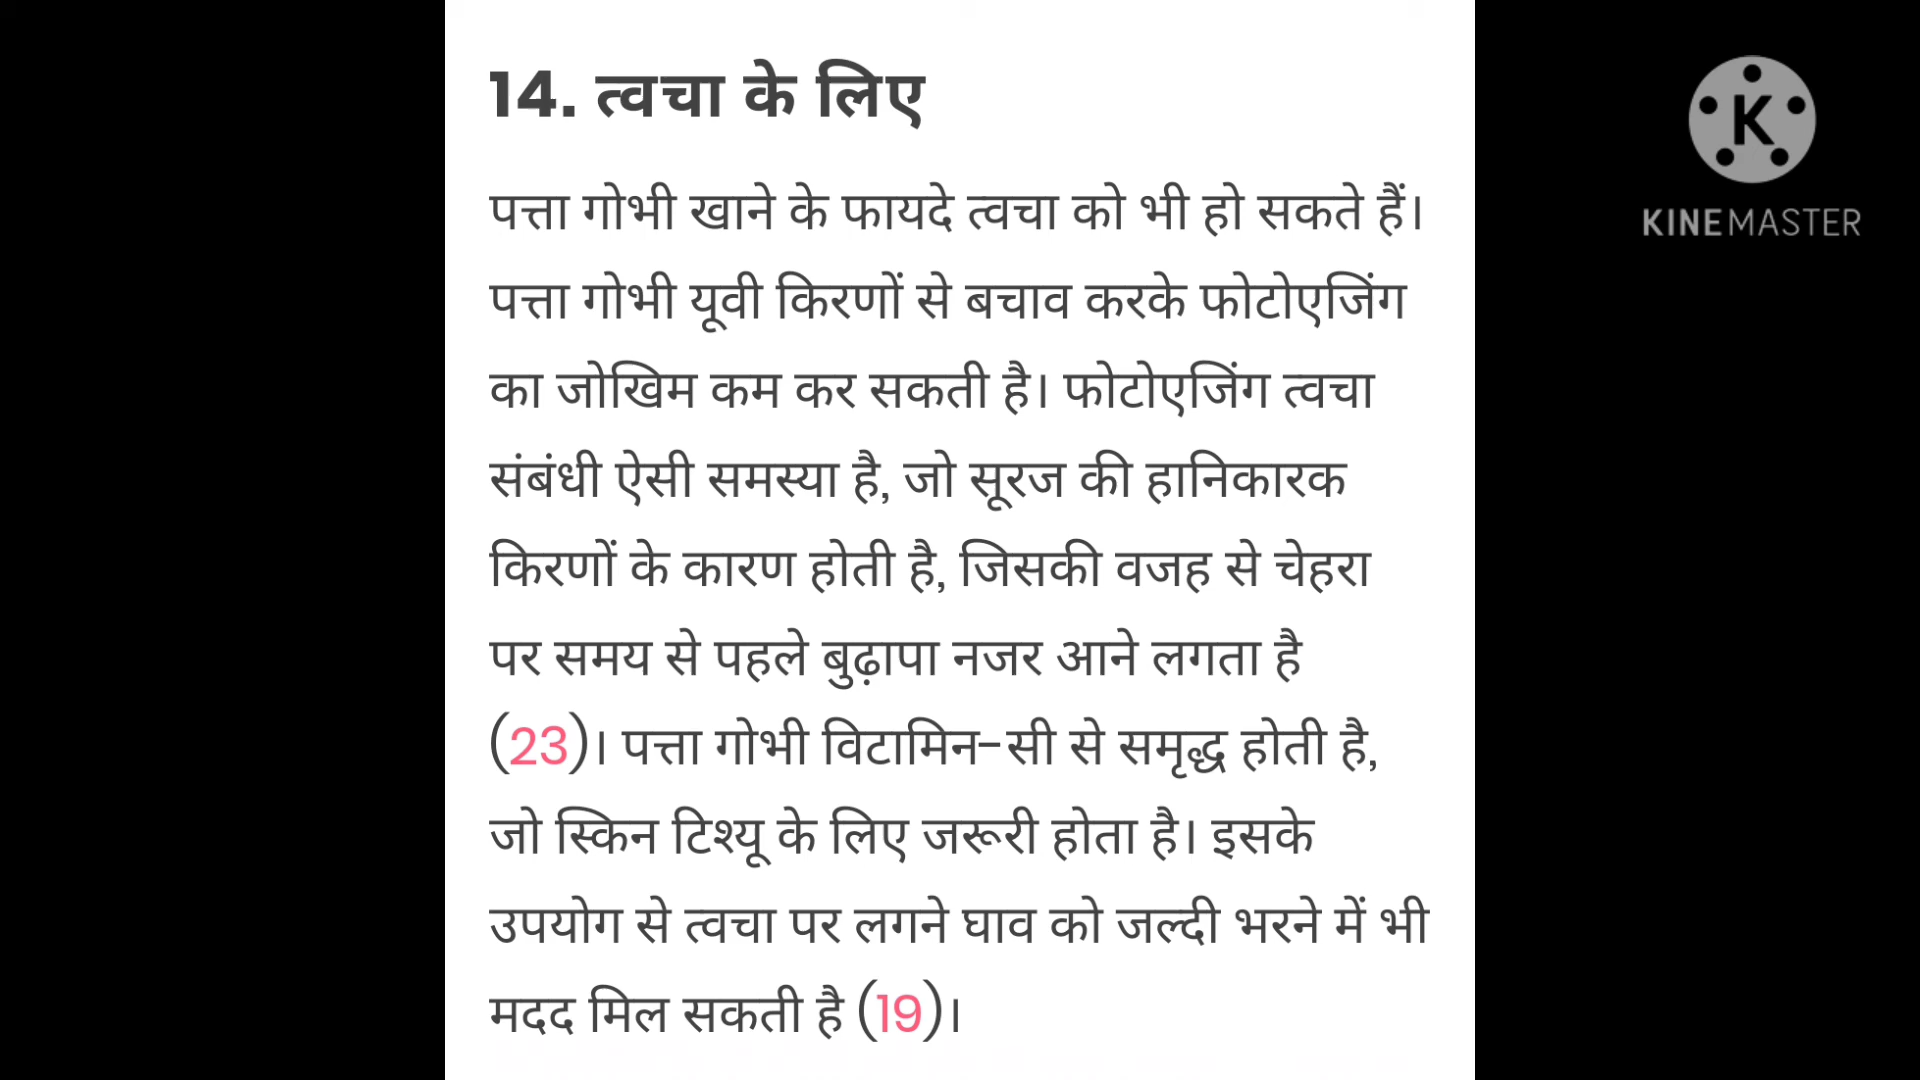 14. त्वचा के लिए
पत्ता गोभी खाने के फायदे त्वचा को भी हो सकते हैं।
पत्ता गोभी यूवी किरणों से बचाव करके फोटोएजिंग
का जोखिम कम कर सकती है। फोटोएजिंग त्वचा
संबंधी ऐसी समस्या है, जो सूरज की हानिकारक
किरणों के कारण होती है, जिसकी वजह से चेहरा
पर समय से पहले बुढ़ापा नजर आने लगता है
(23)। पत्ता गोभी विटामिन-सी से समृद्ध होती है,
जो स्किन टिश्यू के लिए जरूरी होता है। इसके
उपयोग से त्वचा पर लगने घाव को जल्दी भरने में भी
मदद मिल सकती है (19)।
K
KINEMASTER